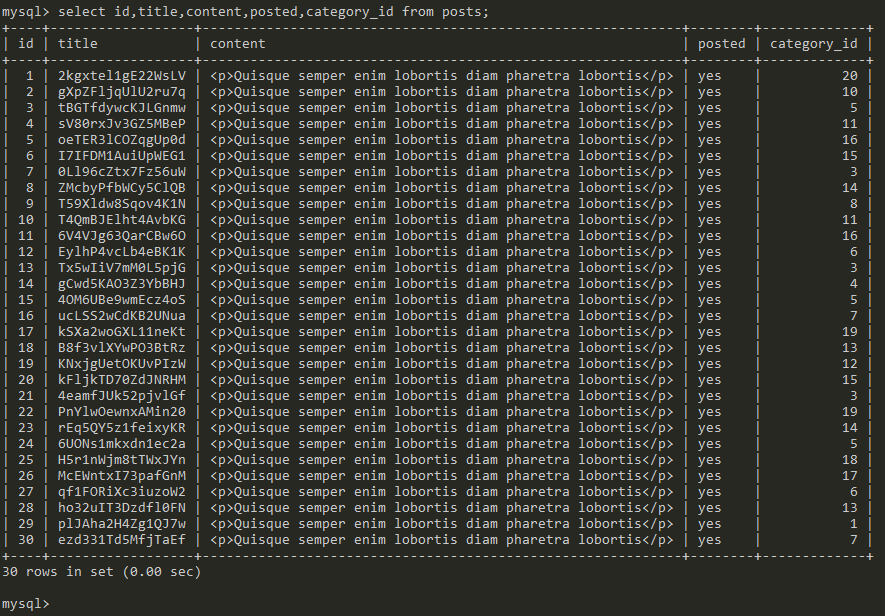 mysql> select id,title,content,posted,category_id from posts;
+----+------------------+-----------------------------------------------------------+--------+-------------+
| id | title            | content                                                   | posted | category_id |
+----+------------------+-----------------------------------------------------------+--------+-------------+
|  1 | 2kgxtel1gE22WsLV | <p>Quisque semper enim lobortis diam pharetra lobortis</p> | yes |          20 |
|  2 | gXpZFljqUlU2ru7q | <p>Quisque semper enim lobortis diam pharetra lobortis</p> | yes |          10 |
|  3 | tBGTfdywcKJLGnmw | <p>Quisque semper enim lobortis diam pharetra lobortis</p> | yes |           5 |
|  4 | sV80rxJv3GZ5MBeP | <p>Quisque semper enim lobortis diam pharetra lobortis</p> | yes |          11 |
|  5 | oeTER3lCOZqgUp0d | <p>Quisque semper enim lobortis diam pharetra lobortis</p> | yes |          16 |
|  6 | I7IFDM1AuiUpWEG1 | <p>Quisque semper enim lobortis diam pharetra lobortis</p> | yes |          15 |
|  7 | 0Ll96cZtx7Fz56uW | <p>Quisque semper enim lobortis diam pharetra lobortis</p> | yes |           3 |
|  8 | ZMcbyPfbWCy5ClQB | <p>Quisque semper enim lobortis diam pharetra lobortis</p> | yes |          14 |
|  9 | T59Xldw8Sqov4K1N | <p>Quisque semper enim lobortis diam pharetra lobortis</p> | yes |           8 |
| 10 | T4QmBJElht4AvbKG | <p>Quisque semper enim lobortis diam pharetra lobortis</p> | yes |          11 |
| 11 | 6V4VJg63QarCBw6O | <p>Quisque semper enim lobortis diam pharetra lobortis</p> | yes |          16 |
| 12 | EylhP4vcLb4eBK1K | <p>Quisque semper enim lobortis diam pharetra lobortis</p> | yes |           6 |
| 13 | Tx5wIiV7mM0L5pjG | <p>Quisque semper enim lobortis diam pharetra lobortis</p> | yes |           3 |
| 14 | gCwd5KAO3Z3YbBHJ | <p>Quisque semper enim lobortis diam pharetra lobortis</p> | yes |           4 |
| 15 | 4OM6UBe9wmEcz4oS | <p>Quisque semper enim lobortis diam pharetra lobortis</p> | yes |           5 |
| 16 | ucLSS2wCdKB2UNua | <p>Quisque semper enim lobortis diam pharetra lobortis</p> | yes |           7 |
| 17 | kSXa2woGXL11neKt | <p>Quisque semper enim lobortis diam pharetra lobortis</p> | yes |          19 |
| 18 | B8f3vlXYwPO3BtRz | <p>Quisque semper enim lobortis diam pharetra lobortis</p> | yes |          13 |
| 19 | KNxjgUetOKUvPIzW | <p>Quisque semper enim lobortis diam pharetra lobortis</p> | yes |          12 |
| 20 | kFljkTD70ZdJNRHM | <p>Quisque semper enim lobortis diam pharetra lobortis</p> | yes |          15 |
| 21 | 4eamfJUk52pjvlGf | <p>Quisque semper enim lobortis diam pharetra lobortis</p> | yes |           3 |
| 22 | PnYlwOewnxAMin20 | <p>Quisque semper enim lobortis diam pharetra lobortis</p> | yes |          19 |
| 23 | rEq5QY5z1feixyKR | <p>Quisque semper enim lobortis diam pharetra lobortis</p> | yes |          14 |
| 24 | 6UONs1mkxdn1ec2a | <p>Quisque semper enim lobortis diam pharetra lobortis</p> | yes |           5 |
| 25 | H5r1nWjm8tTWxJYn | <p>Quisque semper enim lobortis diam pharetra lobortis</p> | yes |          18 |
| 26 | McEWntxI73pafGnM | <p>Quisque semper enim lobortis diam pharetra lobortis</p> | yes |          17 |
| 27 | qf1FORiXc3iuzoW2 | <p>Quisque semper enim lobortis diam pharetra lobortis</p> | yes |           6 |
| 28 | ho32uIT3Dzdfl0FN | <p>Quisque semper enim lobortis diam pharetra lobortis</p> | yes |          13 |
| 29 | plJAha2H4Zg1QJ7w | <p>Quisque semper enim lobortis diam pharetra lobortis</p> | yes |           1 |
| 30 | ezd331Td5MfjTaEf | <p>Quisque semper enim lobortis diam pharetra lobortis</p> | yes |           7 |
+----+------------------+-----------------------------------------------------------+--------+-------------+
30 rows in set (0.00 sec)
mysql>